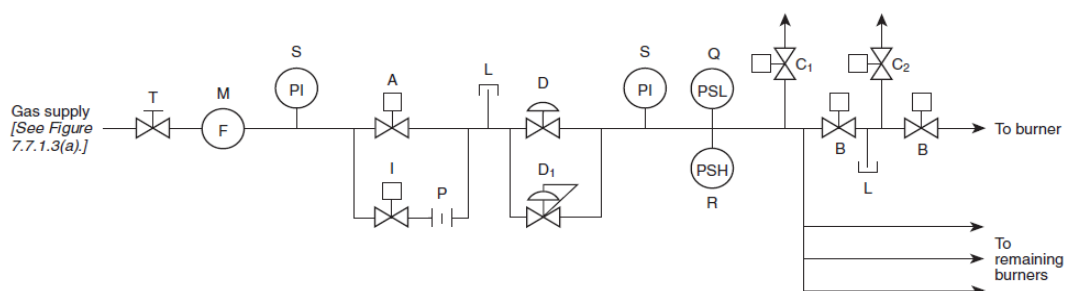 S
S
Q
M
A
L
D
C₁
C₂
T
PI
PI
PSL
Gas supply
[See Figure
7.7.1.3(a).]
F
To burner
B
B
I
P
D₁
PSH
L
R
To
remaining
burners